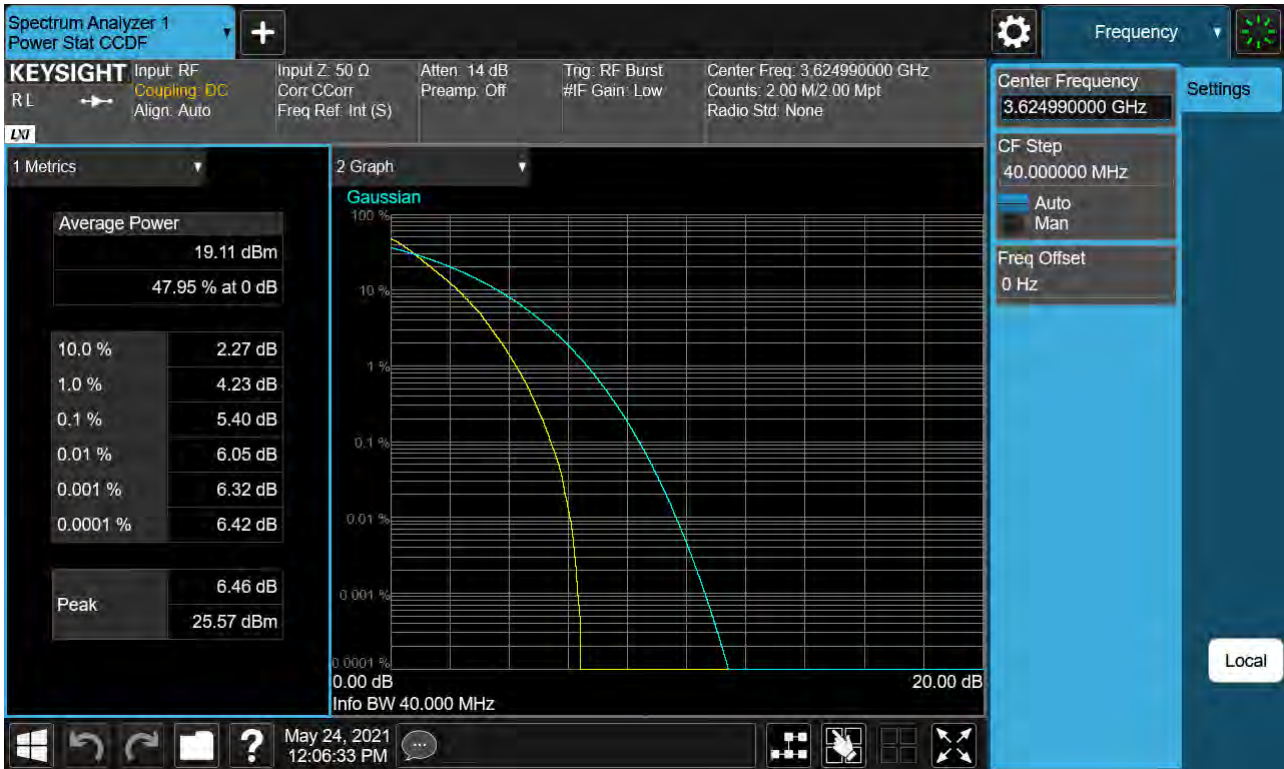 Spectrum Analyzer 1
Power Stat CCDF
+
Frequency
KEYSIGHT
RL
LXI
Input: RF
Coupling: DC
Align: Auto
Input Z: 50 Ω
Corr CCorr
Freq Ref: Int (S)
Atten: 14 dB
Preamp: Off
Trig: RF Burst
#IF Gain: Low
Center Freq: 3.624990000 GHz
Counts: 2.00 M/2.00 Mpt
Radio Std: None
Center Frequency
3.624990000 GHz
Settings
CF Step
40.000000 MHz
Auto
Man
Freq Offset
0 Hz
Local
1 Metrics
Average Power
19.11 dBm
47.95 % at 0 dB
10.0 % 2.27 dB
1.0 % 4.23 dB
0.1 % 5.40 dB
0.01 % 6.05 dB
0.001 % 6.32 dB
0.0001 % 6.42 dB
Peak
6.46 dB
25.57 dBm
2 Graph
Gaussian
100 %
10 %
1 %
0.1 %
0.01 %
0.001 %
0.0001 %
0.00 dB 20.00 dB
Info BW 40.000 MHz
?
May 24, 2021
12:06:33 PM